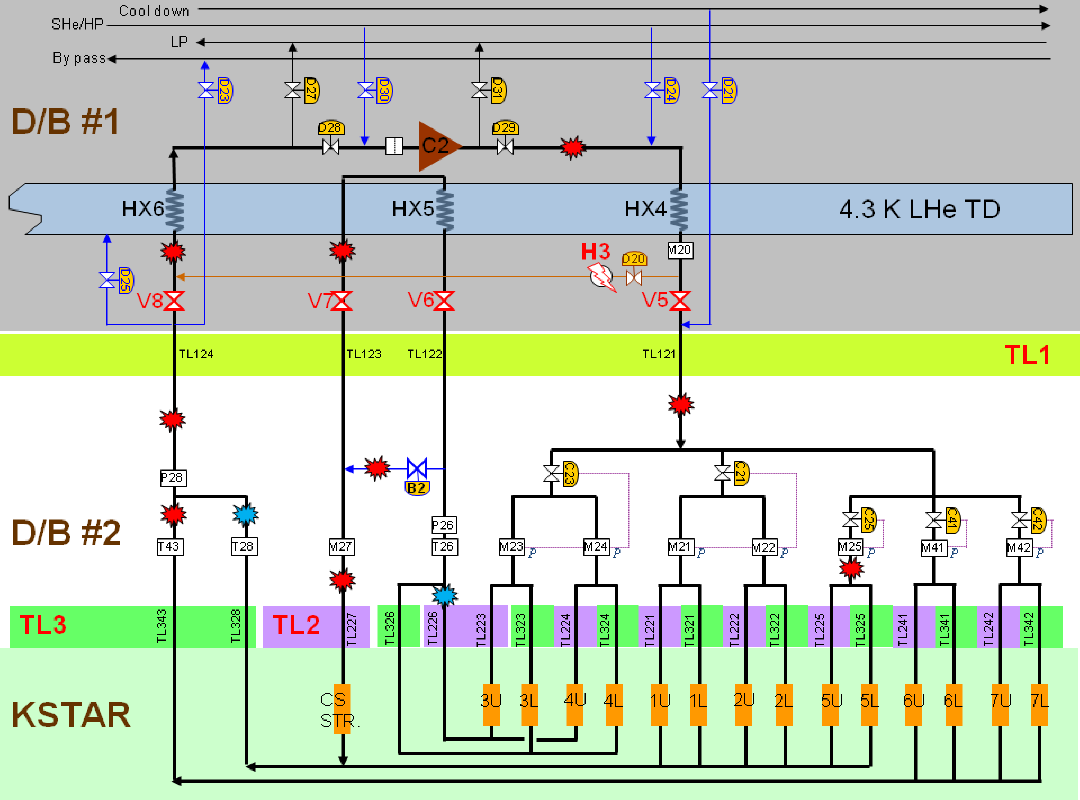 Cool down
SHe/HP
LP
By pass
D23
D27
D30
D31
D24
D21
D/B #1
D28
C2
D29
HX6
HX5
HX4
4.3 K LHe TD
M20
H3
D20
D25
V8
V7
V6
V5
TL124
TL123
TL122
TL121
TL1
P28
B2
C23
C21
D/B #2
P26
C25
C41
C42
T43
T28
M27
T26
M23
p
M24
p
M21
p
M22
p
M25
p
M41
p
M42
p
TL3
TL343
TL328
TL2
TL227
TL326
TL226
TL223
TL323
TL224
TL324
TL221
TL321
TL222
TL322
TL225
TL325
TL241
TL341
TL242
TL342
KSTAR
CS
STR.
3U
3L
4U
4L
1U
1L
2U
2L
5U
5L
6U
6L
7U
7L